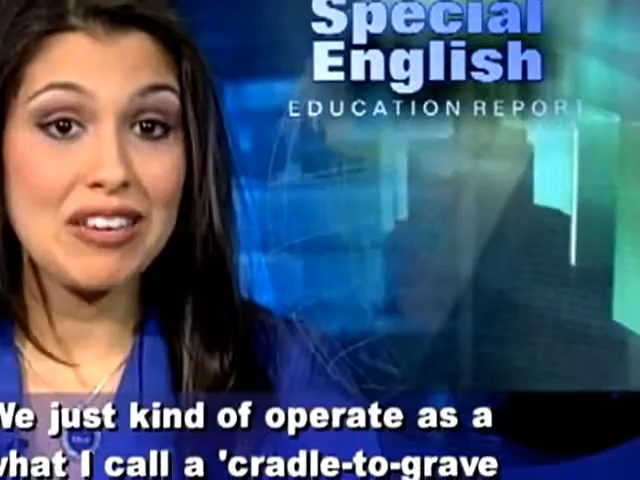 Special
English
EDUCATION REPORT
We just kind of operate as a
what I call a 'cradle-to-grave